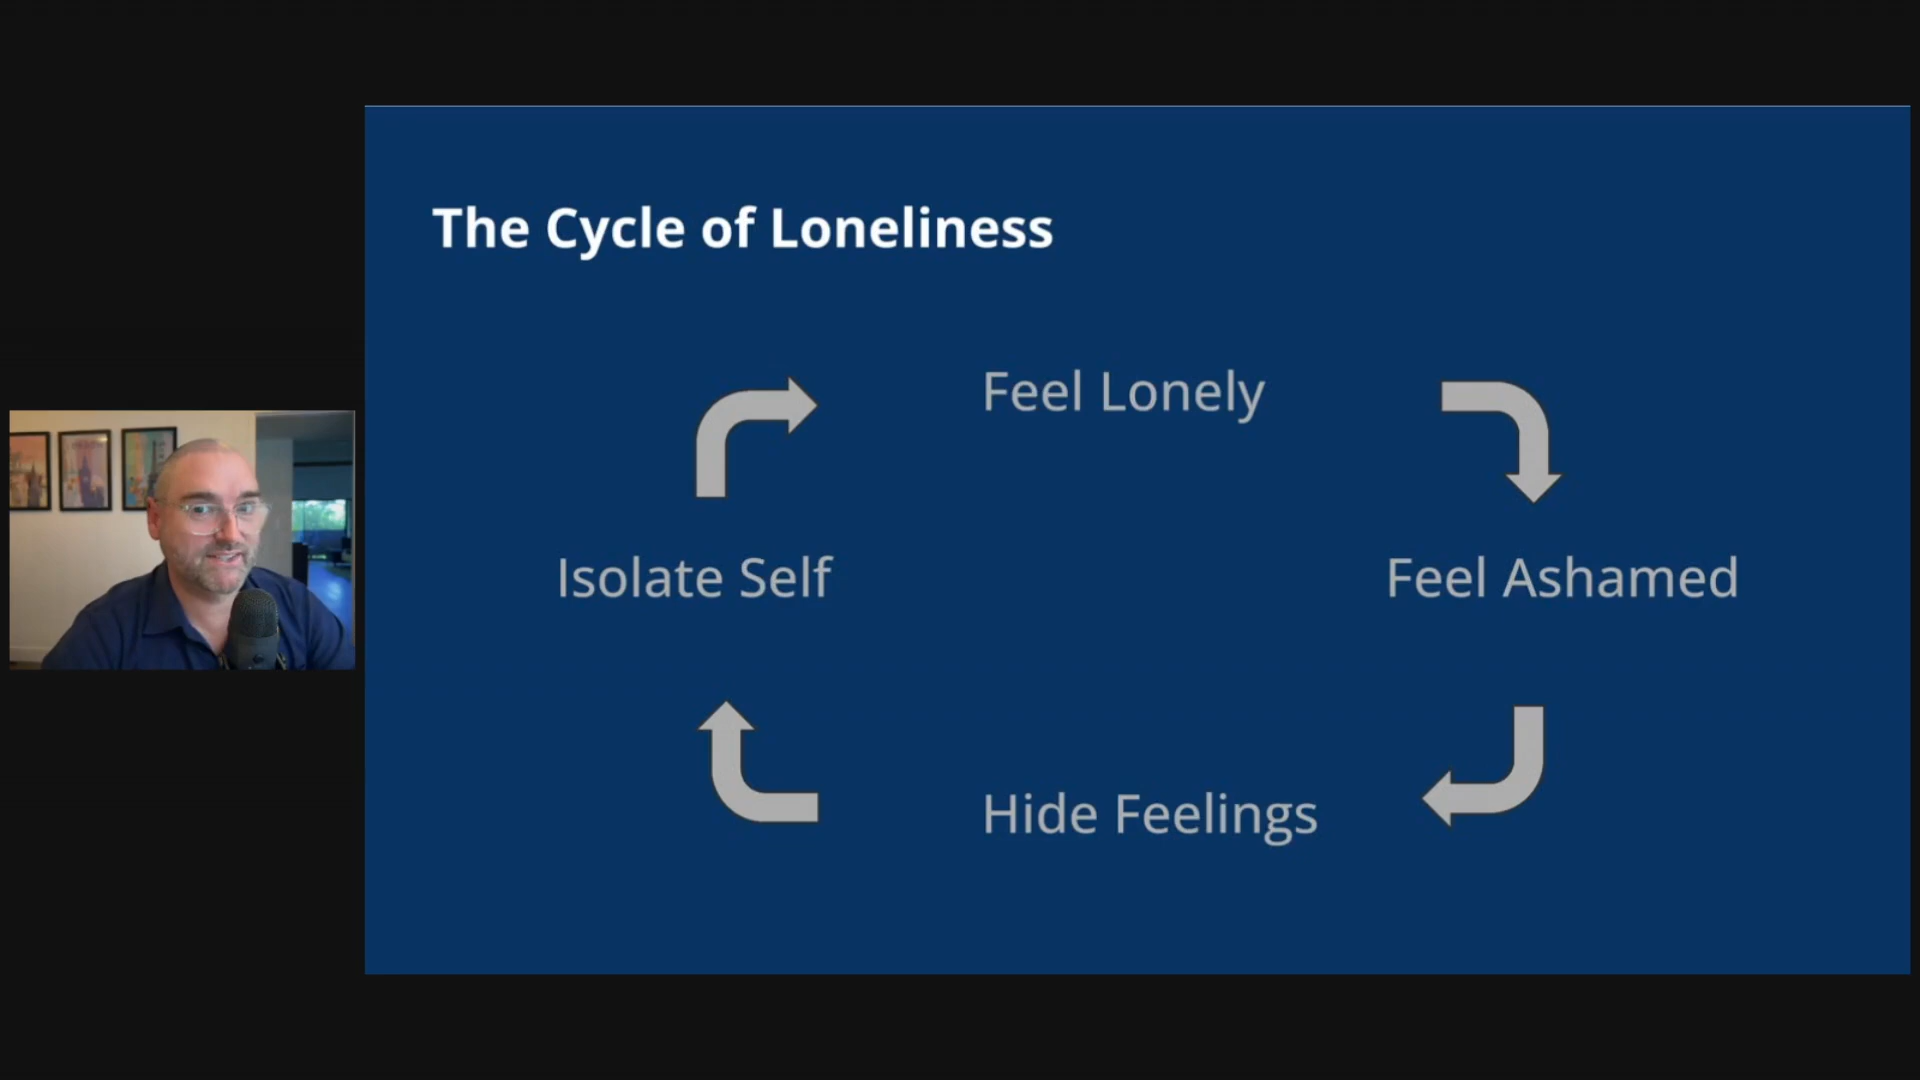 The Cycle of Loneliness
Feel Lonely
Isolate Self
Feel Ashamed
Hide Feelings